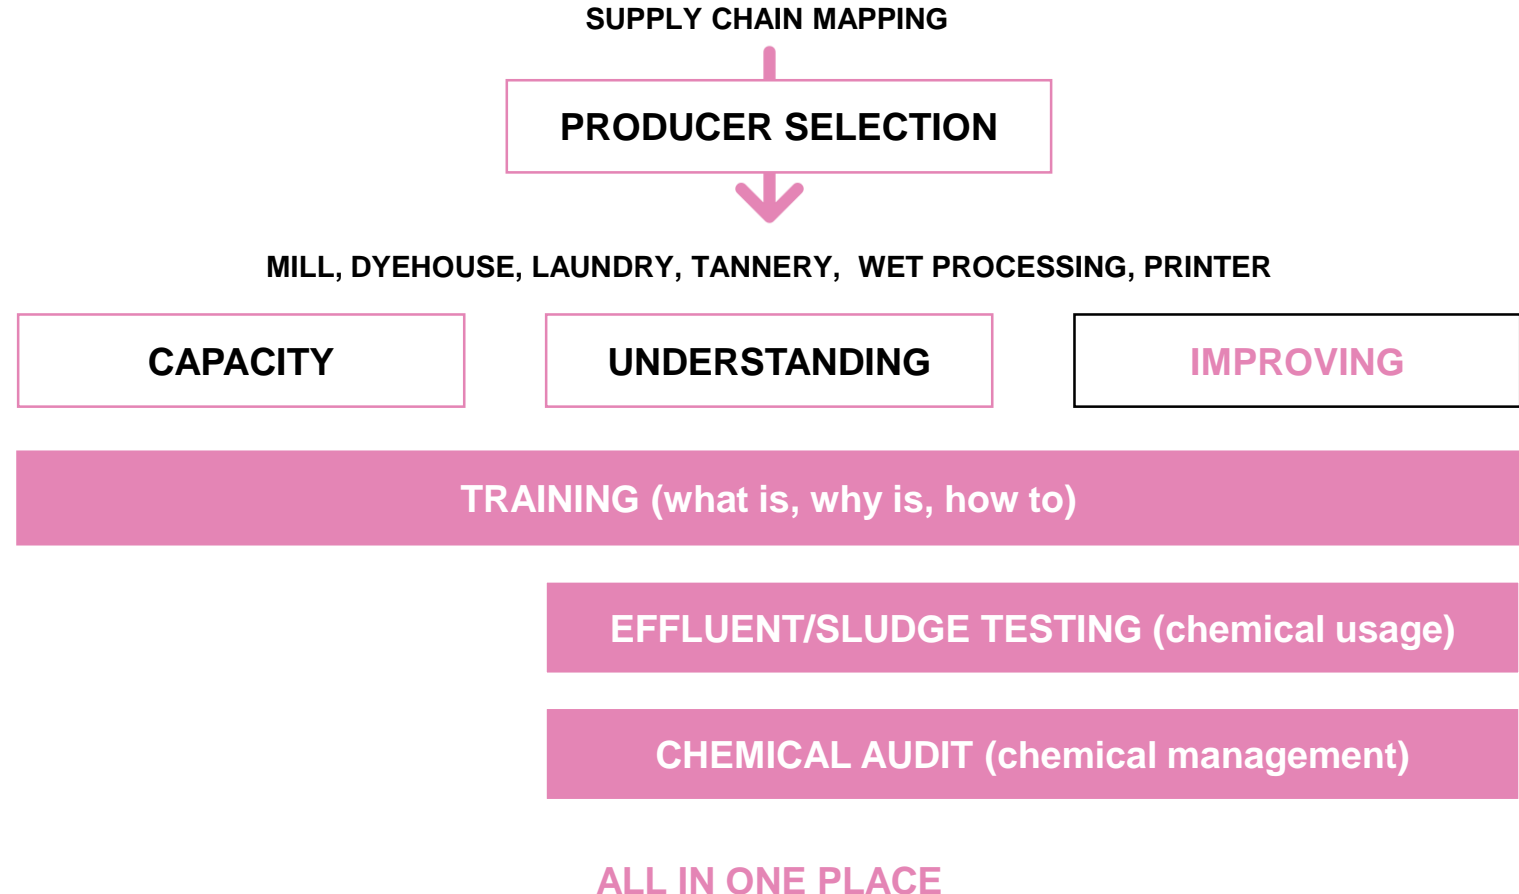 SUPPLY CHAIN MAPPING
PRODUCER SELECTION
MILL, DYEHOUSE, LAUNDRY, TANNERY, WET PROCESSING, PRINTER
CAPACITY
UNDERSTANDING
IMPROVING
TRAINING (what is, why is, how to)
EFFLUENT/SLUDGE TESTING (chemical usage)
CHEMICAL AUDIT (chemical management)
ALL IN ONE PLACE